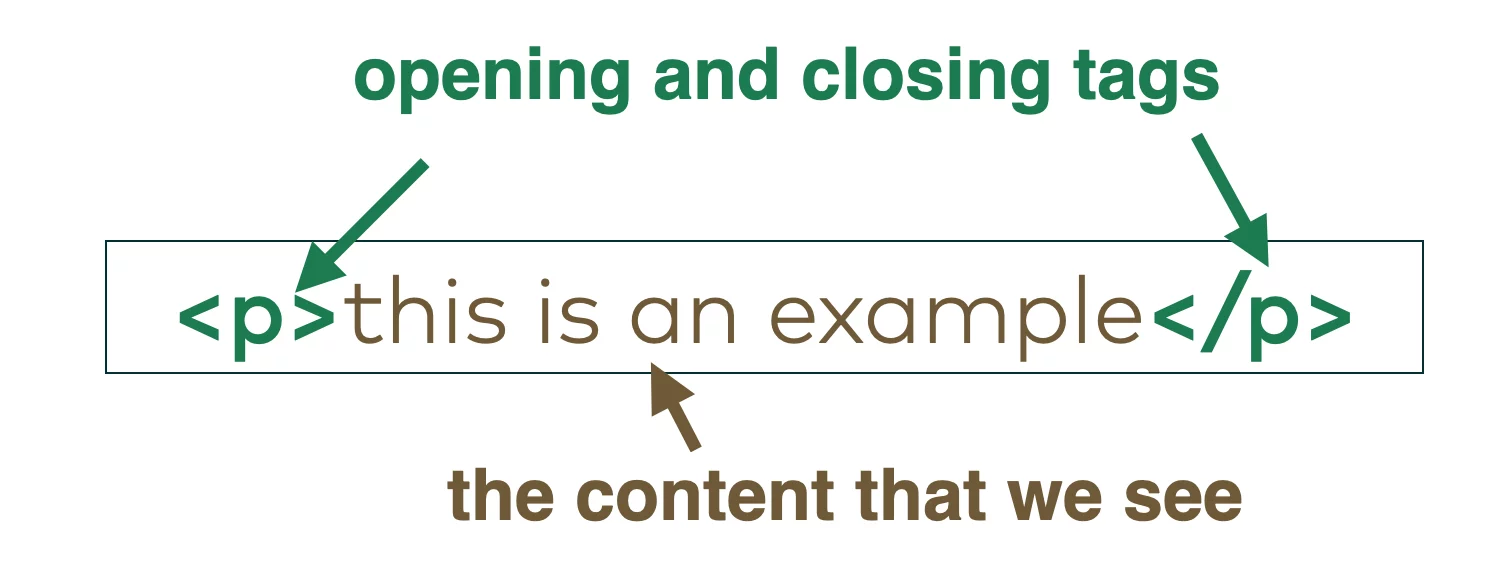 opening and closing tags
<p>this is an example</p>
the content that we see